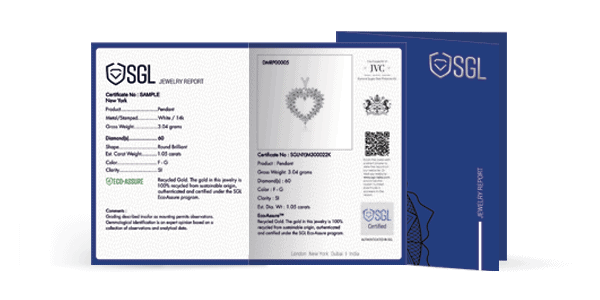 SGL JEWELRY REPORT
Certificate No : SAMPLE
New York
Product Pendant
Metal/Stamped White / 14k
Gross Weight 3.04 grams
Diamond(s) 60
Shape Round Brilliant
Est. Carat Weight 1.05 carats
Color F - G
Clarity SI
ECO-ASSURE
Recycled Gold. The gold in this jewelry is
100% recycled from sustainable origin,
authenticated and certified under the SGL
Eco-Assure program.
Comments :
Grading described insofar as mounting permits observations.
Gemmological identification is an expert opinion based on a
collection of observations and analytical data.
DMRP00005
Certificate No :
Product : Pendant
Gross Weight: 3.04 grams
Diamond(s) : 60
Color : F - G
Clarity : SI
Est. Dia. Wt : 1.05 carats
Eco-Assure™
Recycled Gold. The gold in this jewelry is 100%
recycled from sustainable origin, authenticated
and certified under the SGL Eco-Assure program.
London New York Dubai India
JVC
SGL
Certified
SGL
JEWELRY REPORT